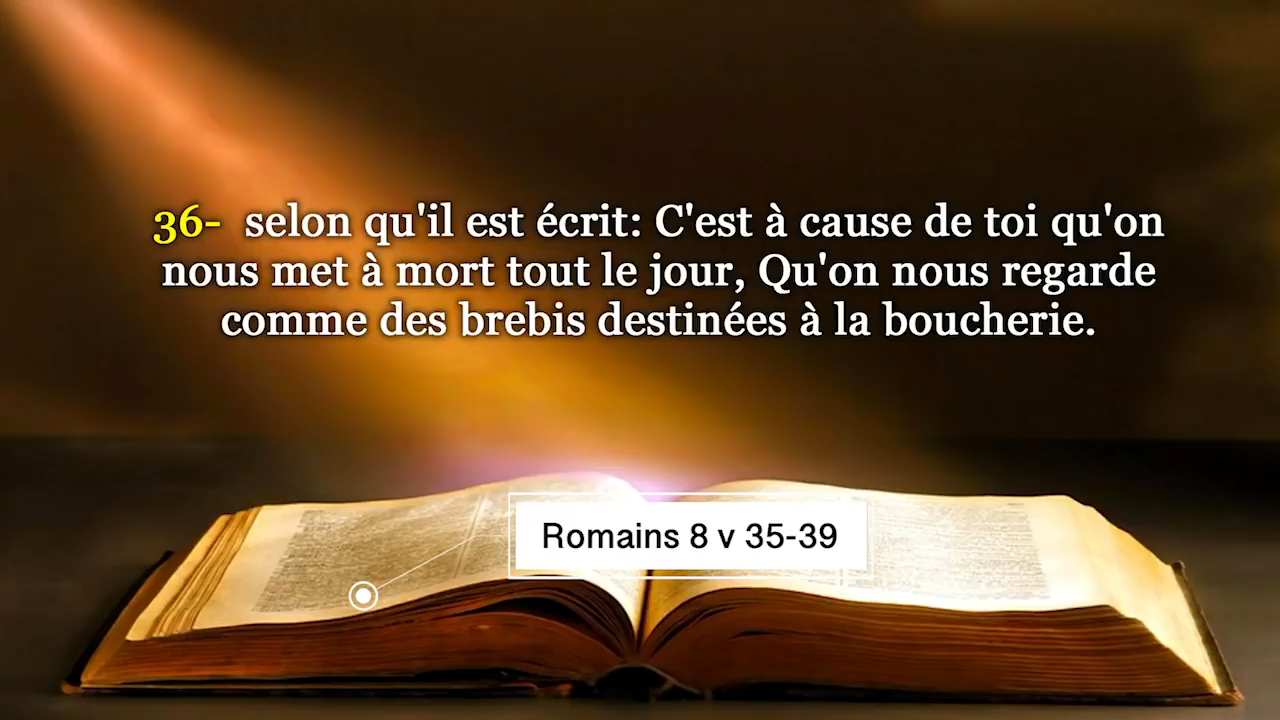 36- selon qu'il est écrit: C'est à cause de toi qu'on
nous met à mort tout le jour, Qu'on nous regarde
comme des brebis destinées à la boucherie.
Romains 8 v 35-39